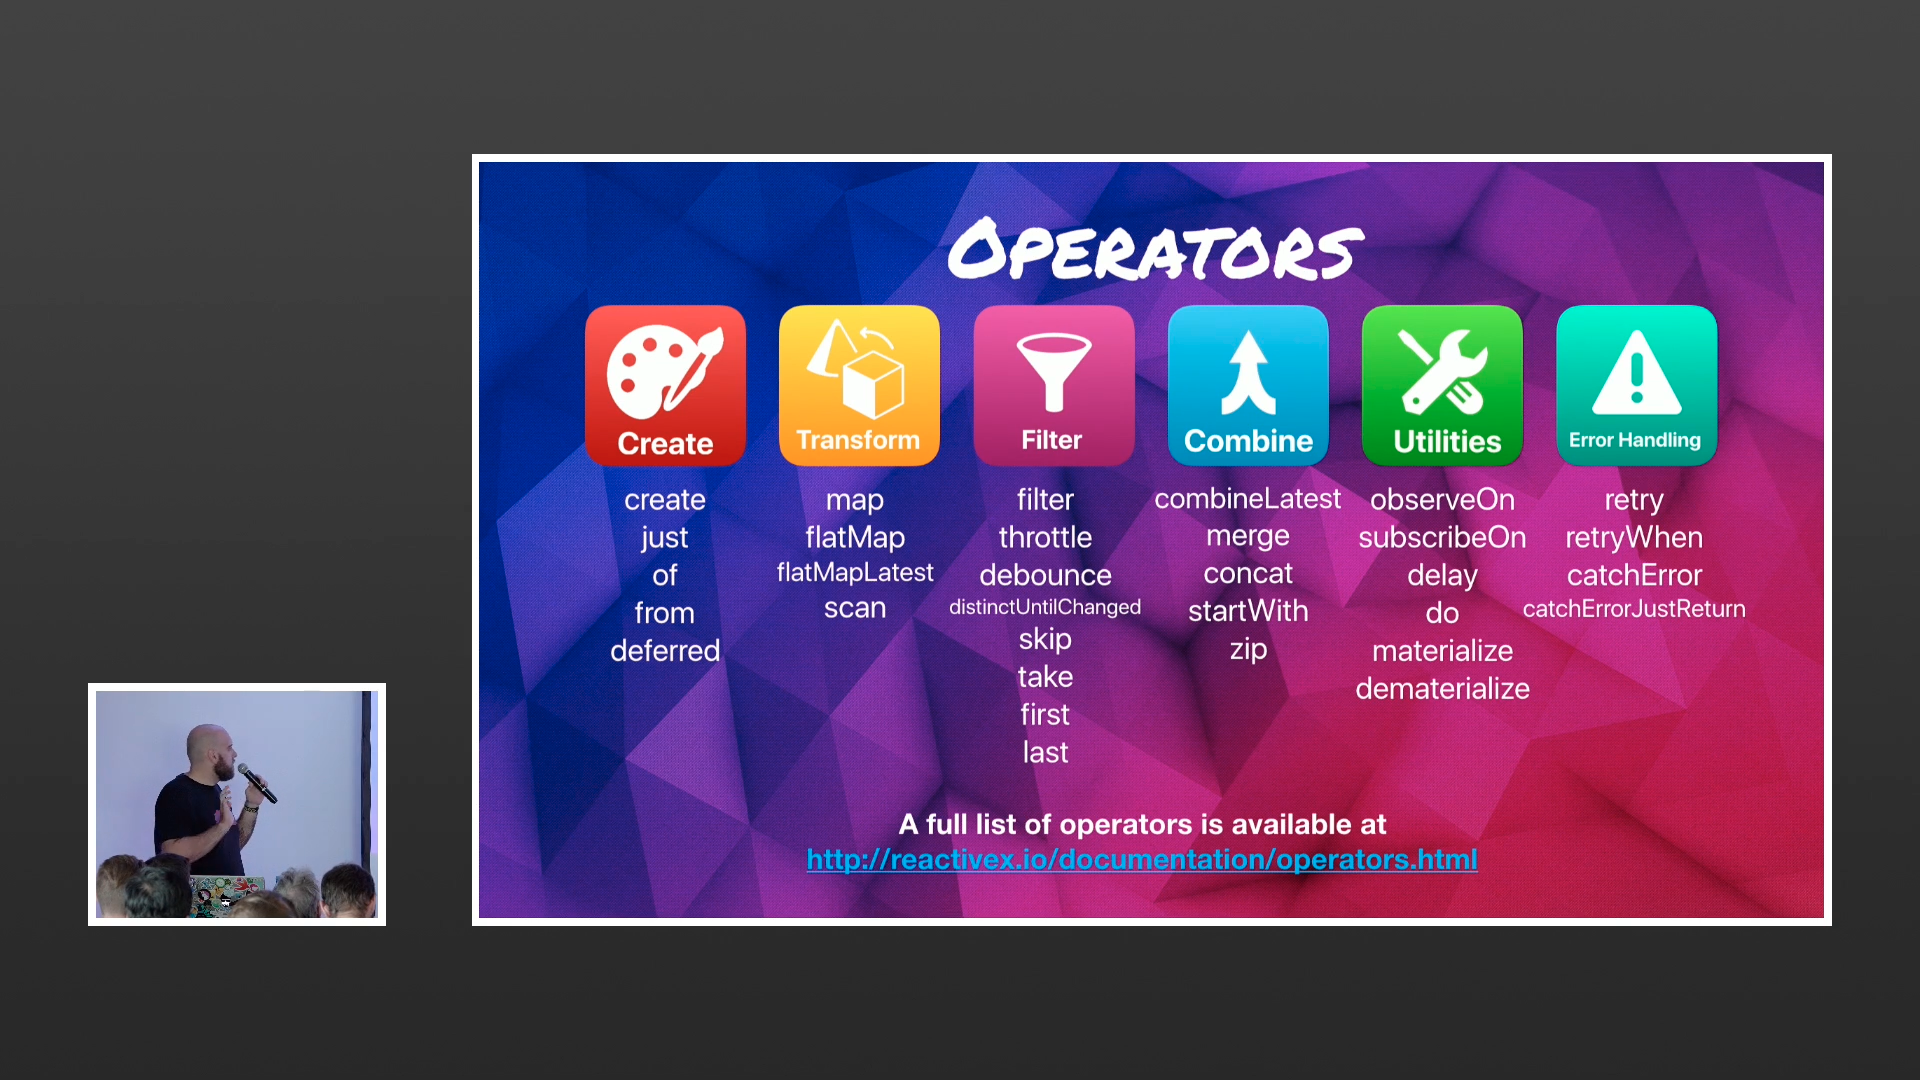 OPERATORS
Create
create
just
of
from
deferred
Transform
map
flatMap
flatMapLatest
scan
Filter
filter
throttle
debounce
distinctUntilChanged
skip
take
first
last
Combine
combineLatest
merge
concat
startWith
zip
Utilities
observeOn
subscribeOn
delay
do
materialize
dematerialize
Error Handling
retry
retryWhen
catchError
catchErrorJustReturn
A full list of operators is available at
http://reactivex.io/documentation/operators.html